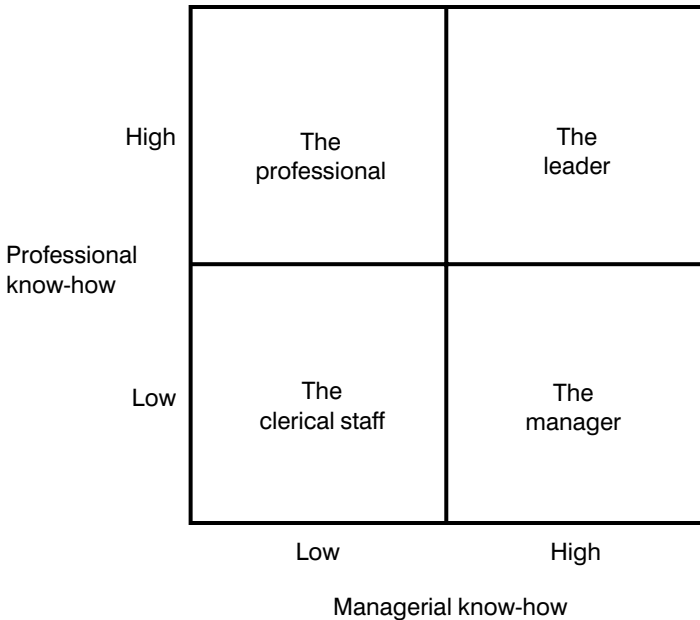 High
The
professional
The
leader
Professional
know-how
Low
The
clerical staff
The
manager
Low
High
Managerial know-how